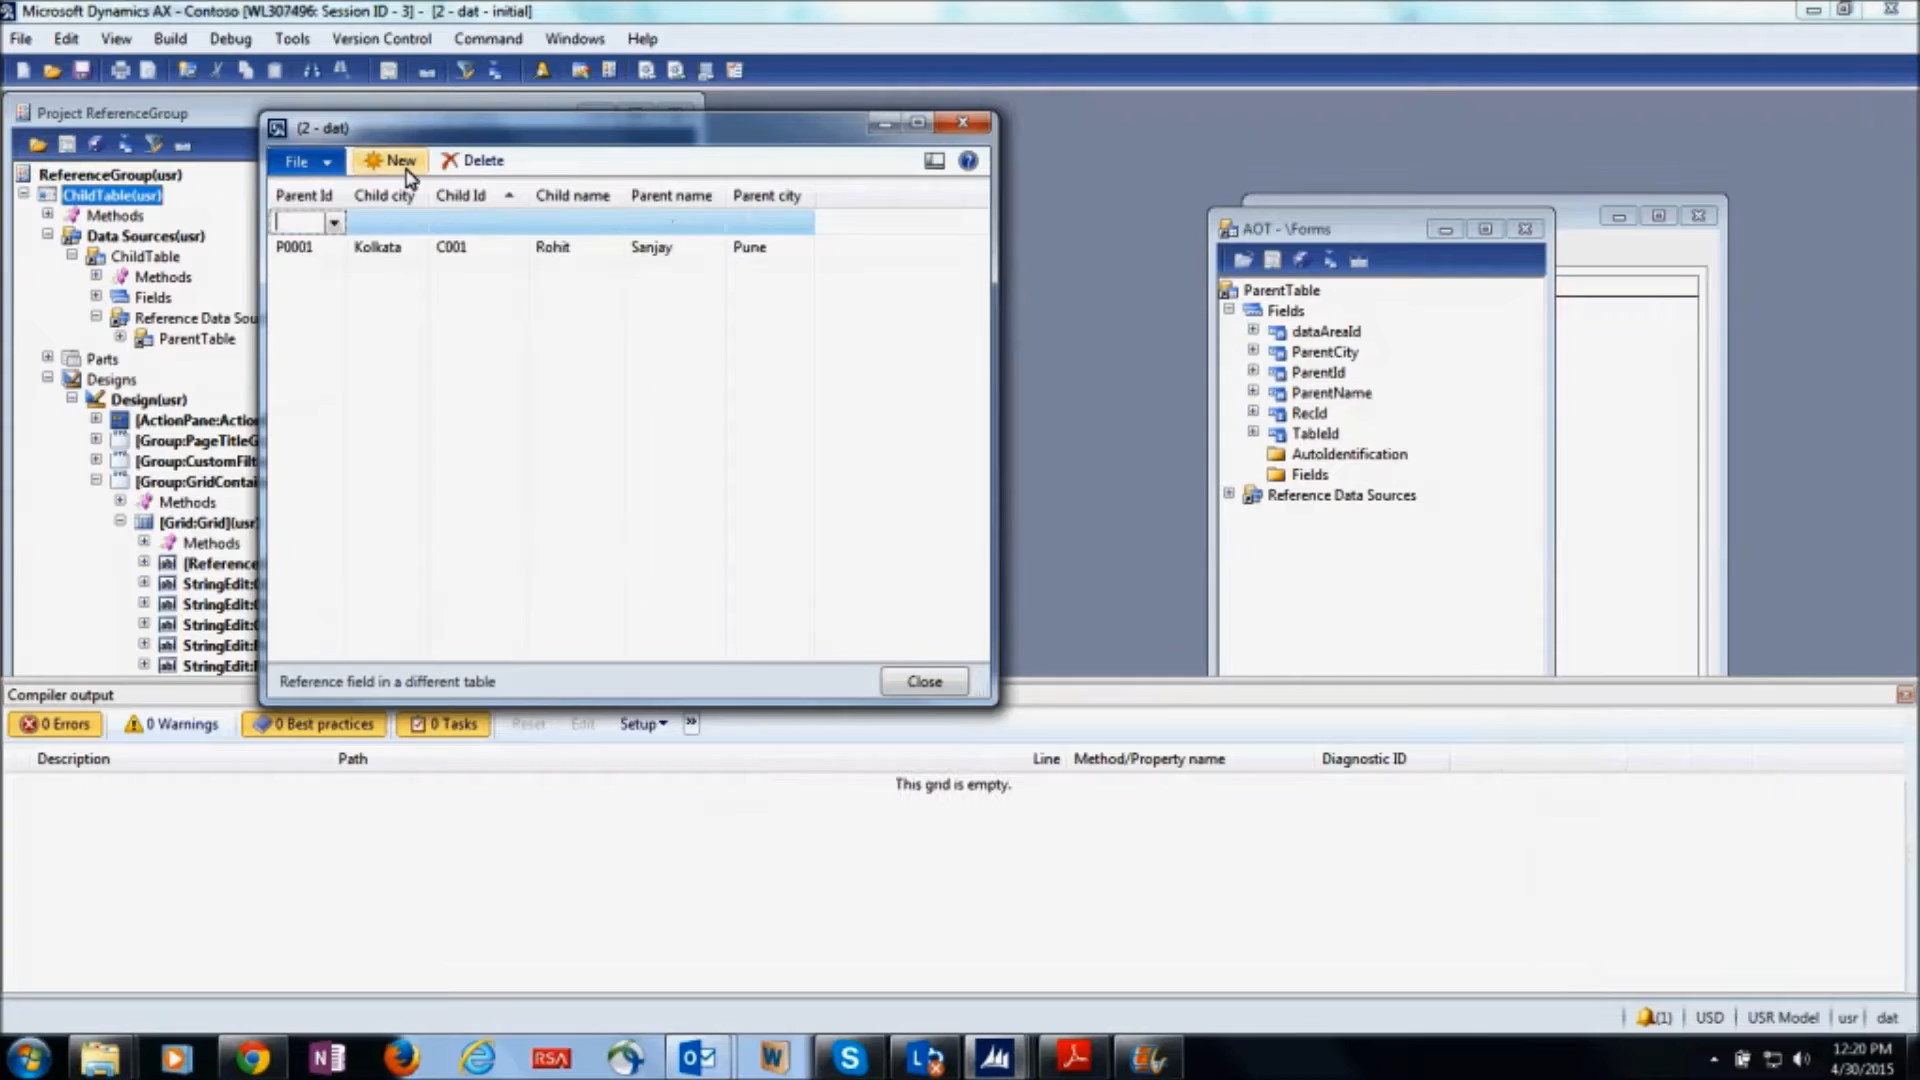 Microsoft Dynamics AX - Contoso [WL307496: Session ID - 3] - [2 - dat - initial]
File Edit View Build Debug Tools Version Control Command Windows Help
Project ReferenceGroup
ReferenceGroup(usr)
ChildTable(usr)
Methods
Data Sources(usr)
ChildTable
Methods
Fields
Reference Data Sou
ParentTable
Parts
Designs
Design(usr)
[ActionPane:Action
[Group:PageTitleG
[Group:CustomFilt
[Group:GridContai
Methods
[Grid:Grid](usr)
Methods
[Reference
StringEdit:
StringEdit:
StringEdit:
StringEdit:
StringEdit:
(2 - dat)
File New Delete
Parent Id Child city Child Id Child name Parent name Parent city
P0001 Kolkata C001 Rohit Sanjay Pune
Reference field in a different table
Close
AOT - \Forms
ParentTable
Fields
dataAreaId
ParentCity
ParentId
ParentName
RecId
TableId
AutoIdentification
Fields
Reference Data Sources
Compiler output
0 Errors 0 Warnings 0 Best practices 0 Tasks Reset Edit Setup
Description Path Line Method/Property name Diagnostic ID
This grid is empty.
(1) USD USR Model usr dat
RSA
12:20 PM
4/30/2015